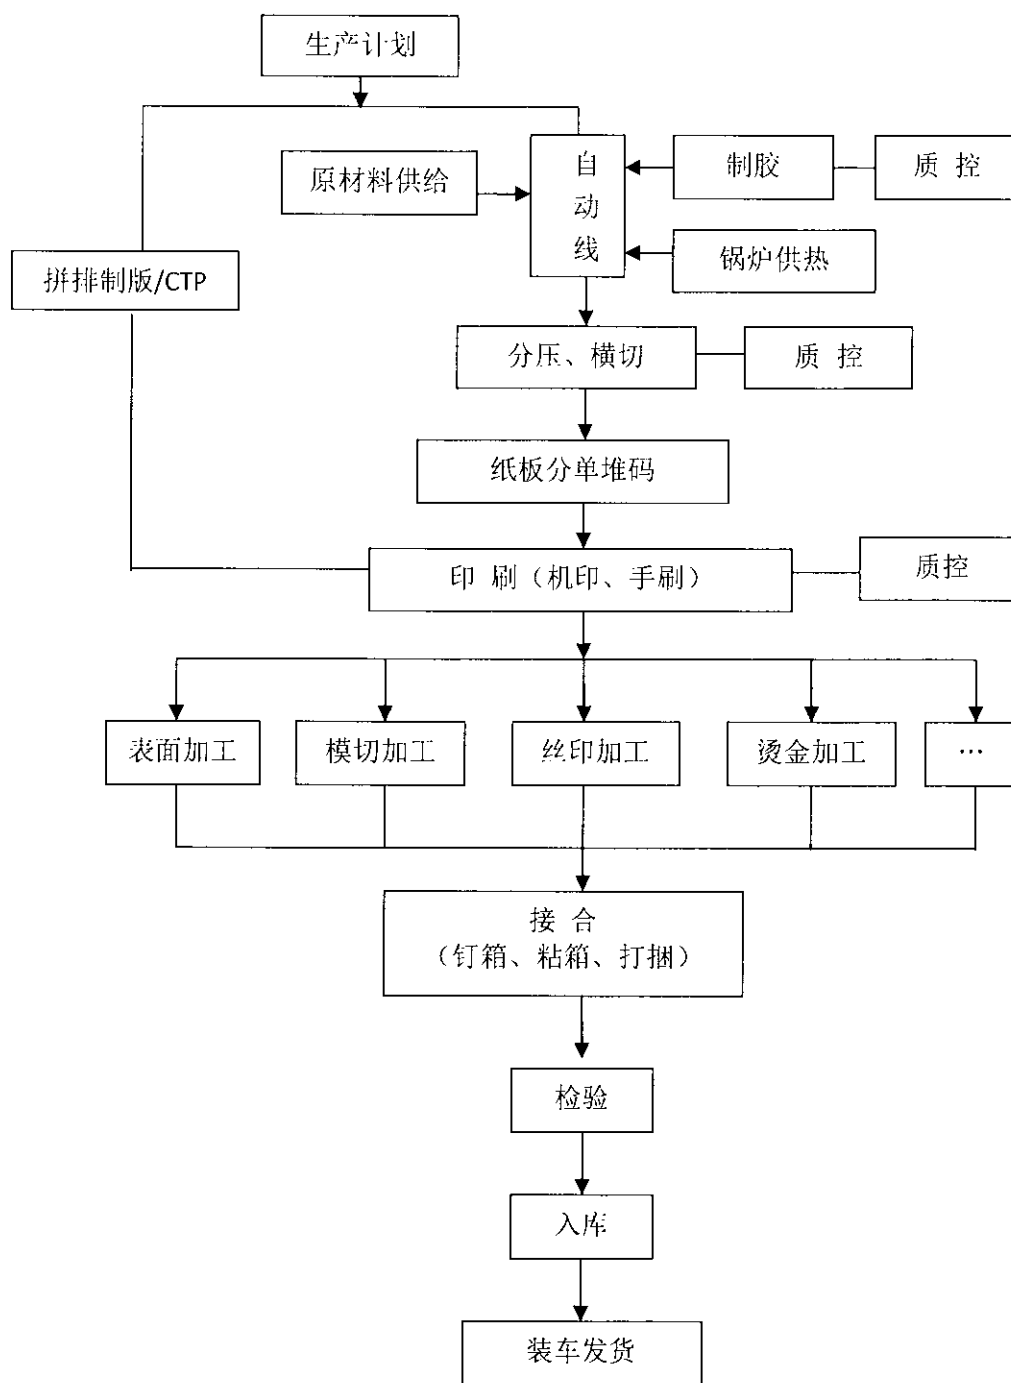 生产计划
原材料供给
自
动
线
制胶
质 控
拼排制版/CTP
锅炉供热
分压、横切
质 控
纸板分单堆码
印 刷（机印、手刷）
质控
表面加工
模切加工
丝印加工
烫金加工
…
接 合
（钉箱、粘箱、打捆）
检验
入库
装车发货